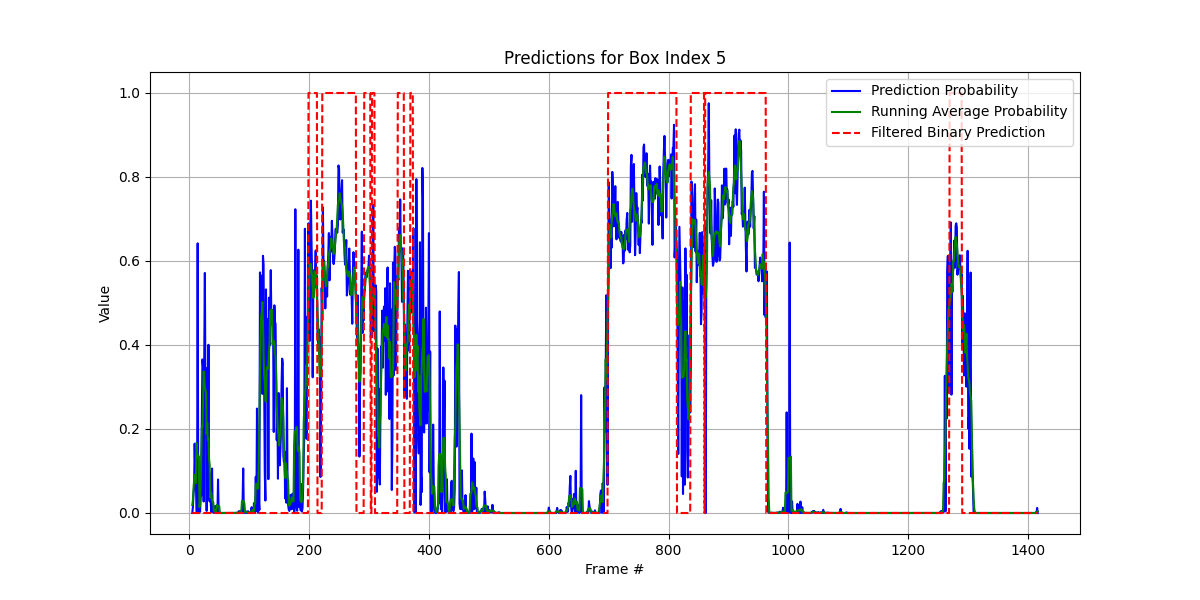 Predictions for Box Index 5
Prediction Probability
Running Average Probability
Filtered Binary Prediction
Value
1.0
0.8
0.6
0.4
0.2
0.0
0 200 400 600 800 1000 1200 1400
Frame #